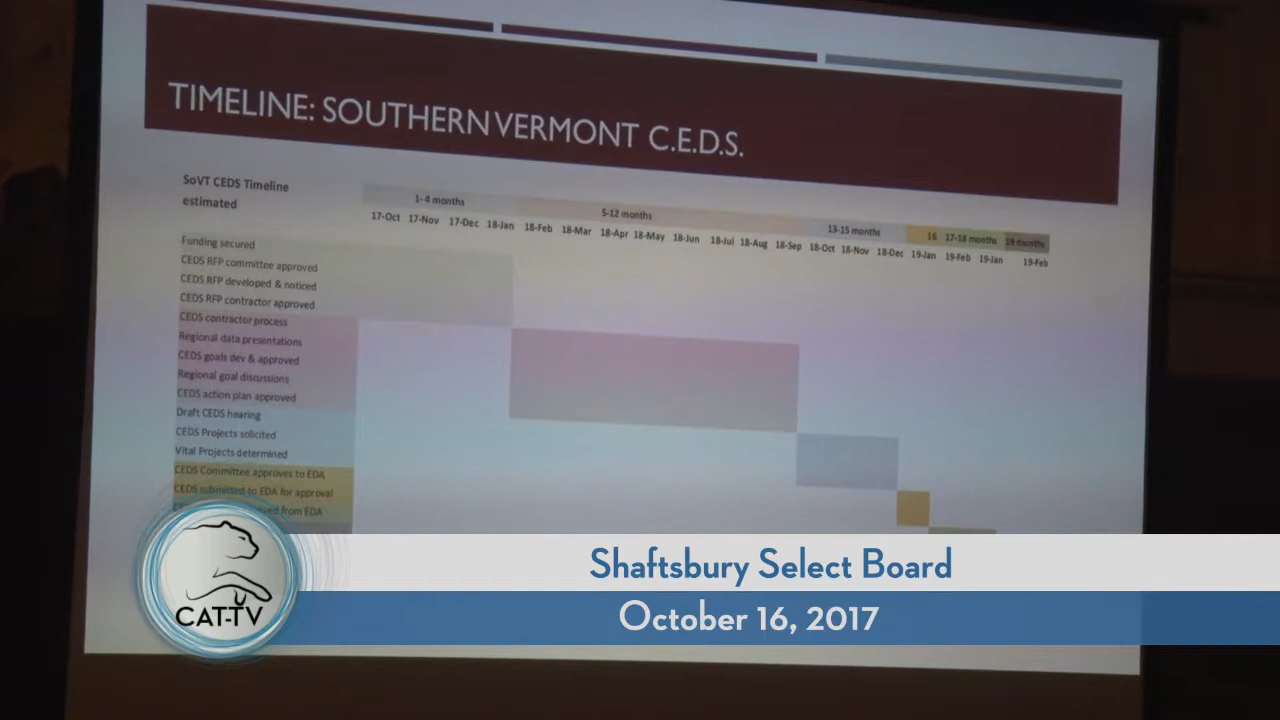 TIMELINE: SOUTHERN VERMONT C.E.D.S.
SoVT CEDS Timeline
estimated
1- 4 months 5-12 months 13-15 months 16 17-18 months 19 months
17-Oct 17-Nov 17-Dec 18-Jan 18-Feb 18-Mar 18-Apr 18-May 18-Jun 18-Jul 18-Aug 18-Sep 18-Oct 18-Nov 18-Dec 19-Jan 19-Feb 19-Jan 19-Feb
Funding secured
CEDS RFP committee approved
CEDS RFP developed & noticed
CEDS RFP contractor approved
CEDS contractor process
Regional data presentations
CEDS goals dev & approved
Regional goal discussions
CEDS action plan approved
Draft CEDS hearing
CEDS Projects solicited
Vital Projects determined
CEDS Committee approves to EDA
CEDS submitted to EDA for approval
from EDA
Shaftsbury Select Board
October 16, 2017
CAT-TV